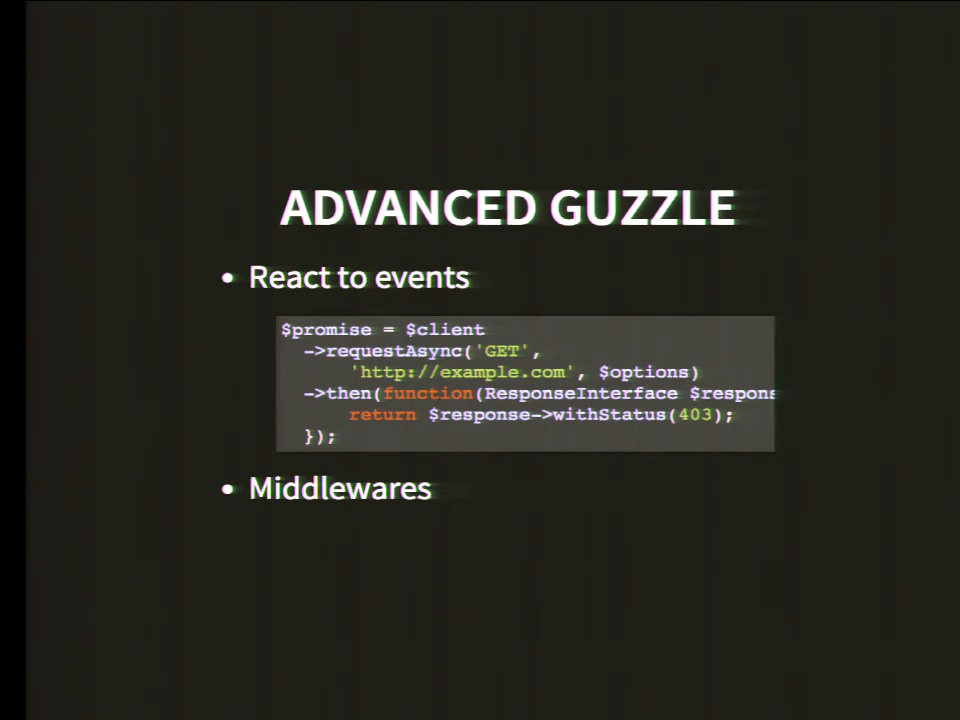 ADVANCED GUZZLE
• React to events
$promise = $client
->requestAsync('GET',
'http://example.com', $options)
->then(function(ResponseInterface $respons
return $response->withStatus(403);
});
• Middlewares